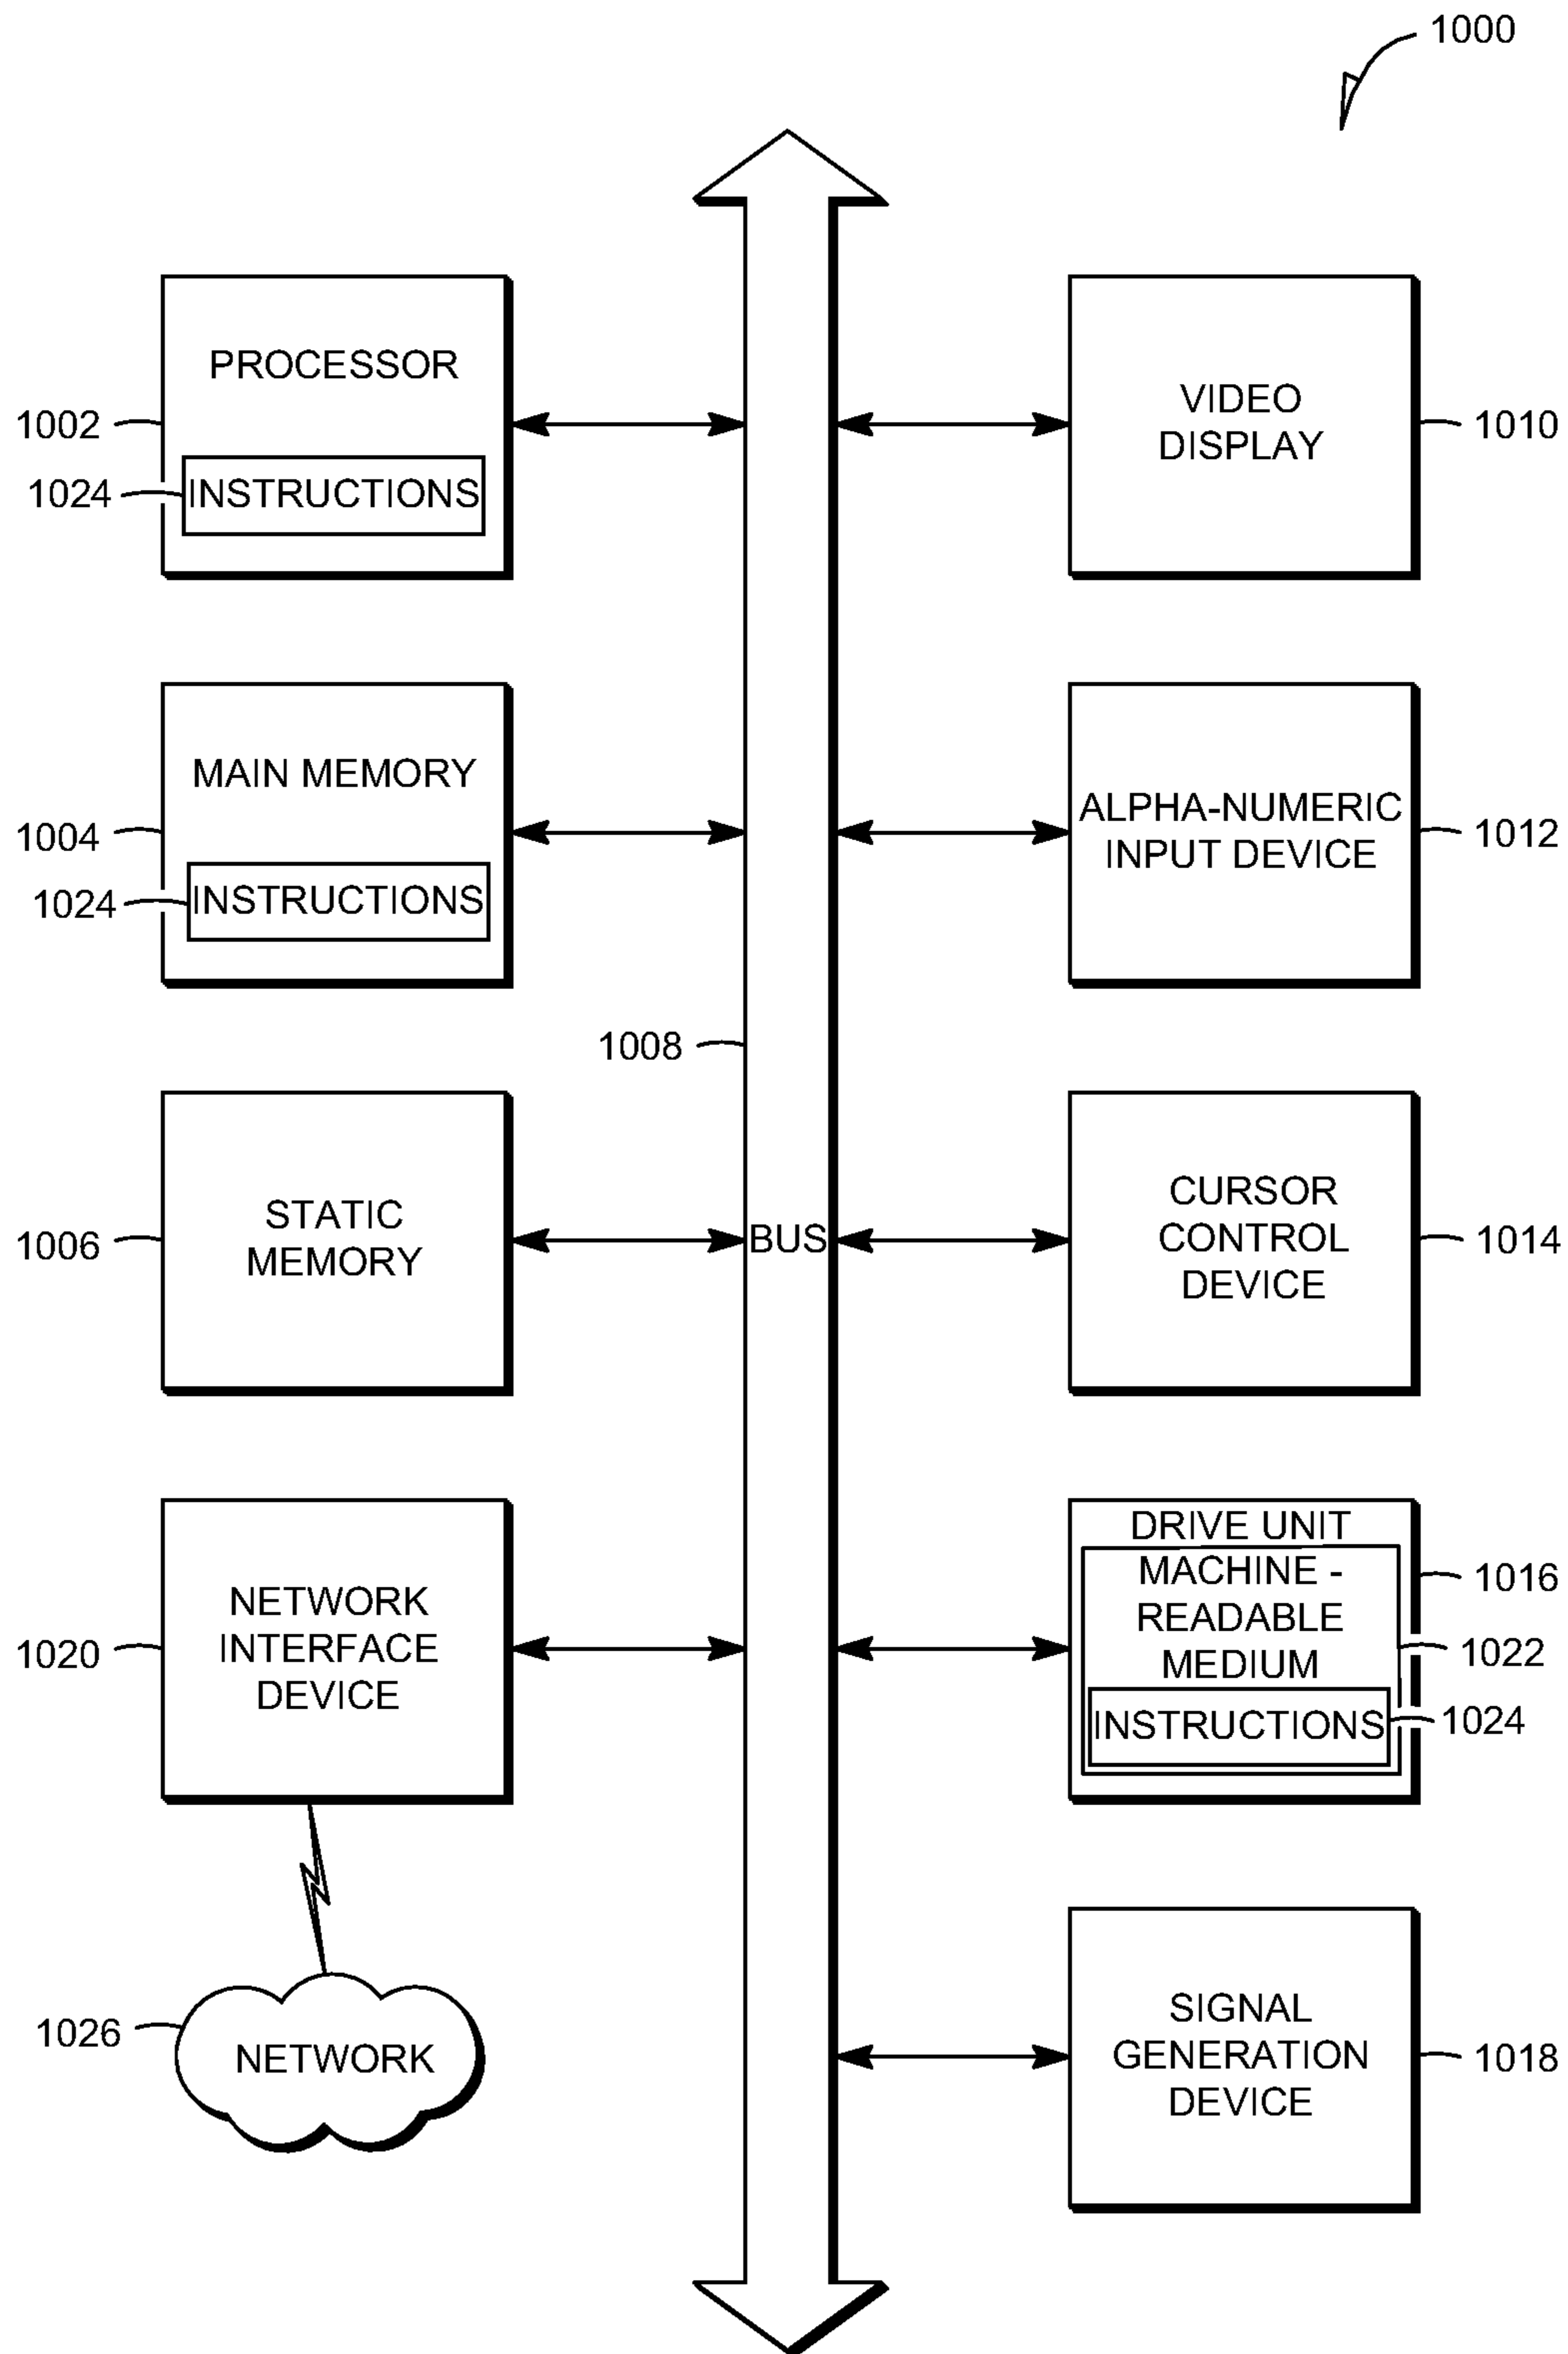 1000
PROCESSOR
1002
1024
INSTRUCTIONS
VIDEO
DISPLAY
1010
MAIN MEMORY
1004
1024
INSTRUCTIONS
ALPHA-NUMERIC
INPUT DEVICE
1012
1008
STATIC
MEMORY
1006
BUS
CURSOR
CONTROL
DEVICE
1014
NETWORK
INTERFACE
DEVICE
1020
DRIVE UNIT
MACHINE -
READABLE
MEDIUM
INSTRUCTIONS
1016
1022
1024
1026
NETWORK
SIGNAL
GENERATION
DEVICE
1018